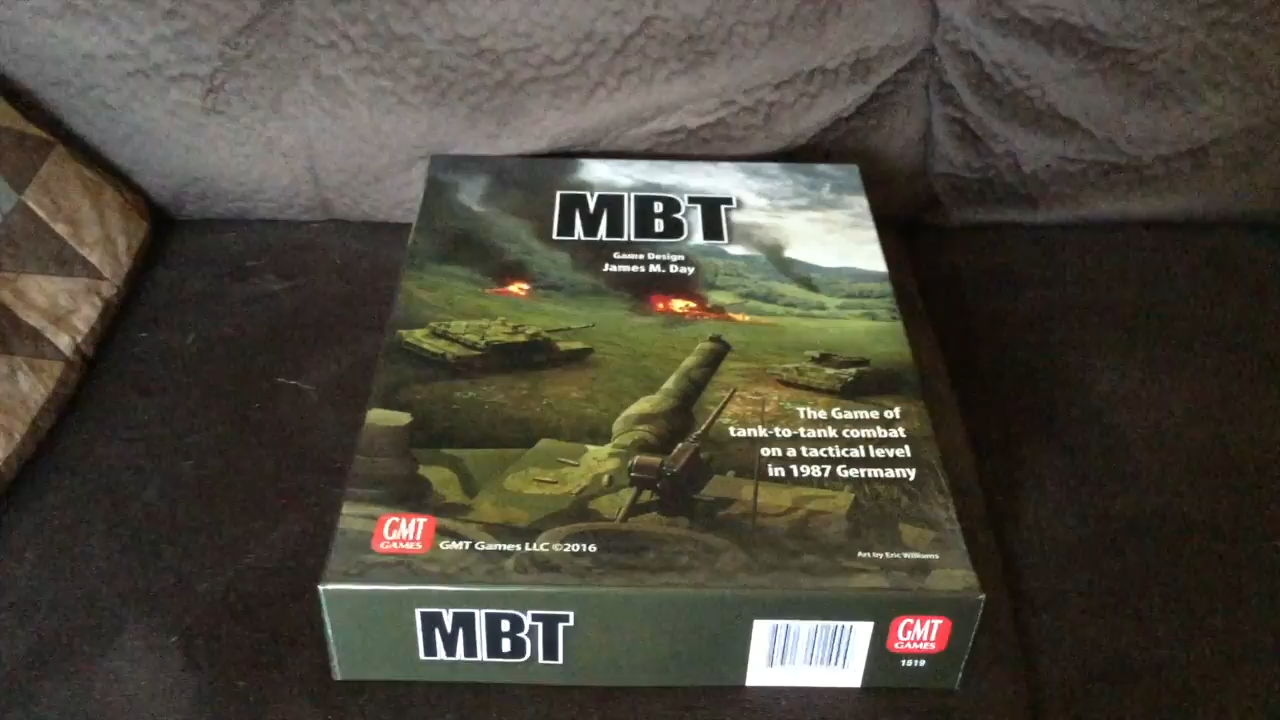 MBT
Game Design
James M. Day
The Game of
tank-to-tank combat
on a tactical level
in 1987 Germany
GMT
GAMES
GMT Games LLC ©2016
Art by Eric Williams
MBT
GMT
GAMES
1519